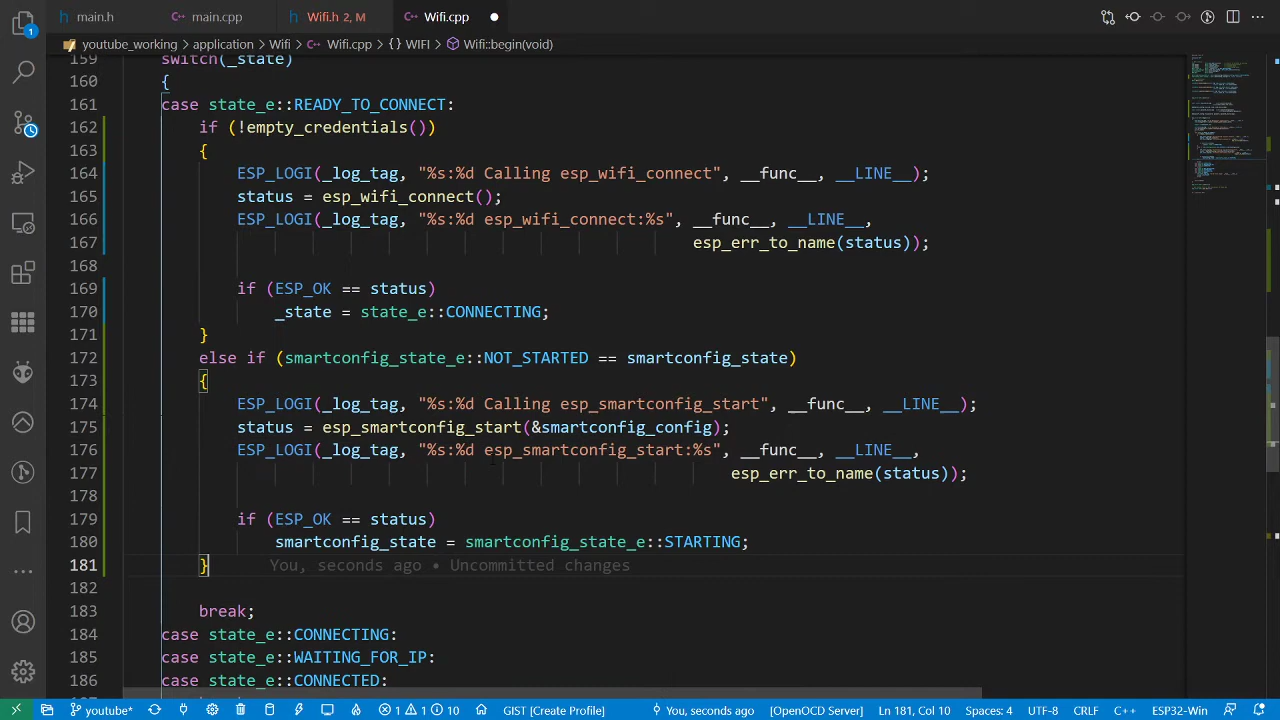 main.h main.cpp Wifi.h 2, M Wifi.cpp
youtube_working > application > Wifi > Wifi.cpp > {} WIFI > Wifi::begin(void)
159 switch(_state)
160 {
161 case state_e::READY_TO_CONNECT:
162 if (!empty_credentials())
163 {
164 ESP_LOGI(_log_tag, "%s:%d Calling esp_wifi_connect", __func__, __LINE__);
165 status = esp_wifi_connect();
166 ESP_LOGI(_log_tag, "%s:%d esp_wifi_connect:%s", __func__, __LINE__,
167 esp_err_to_name(status));
168
169 if (ESP_OK == status)
170 _state = state_e::CONNECTING;
171 }
172 else if (smartconfig_state_e::NOT_STARTED == smartconfig_state)
173 {
174 ESP_LOGI(_log_tag, "%s:%d Calling esp_smartconfig_start", __func__, __LINE__);
175 status = esp_smartconfig_start(&smartconfig_config);
176 ESP_LOGI(_log_tag, "%s:%d esp_smartconfig_start:%s", __func__, __LINE__,
177 esp_err_to_name(status));
178
179 if (ESP_OK == status)
180 smartconfig_state = smartconfig_state_e::STARTING;
181 } You, seconds ago • Uncommitted changes
182
183 break;
184 case state_e::CONNECTING:
185 case state_e::WAITING_FOR_IP:
186 case state_e::CONNECTED:
youtube* 1 1 10 GIST [Create Profile] You, seconds ago [OpenOCD Server] Ln 181, Col 10 Spaces: 4 UTF-8 CRLF C++ ESP32-Win